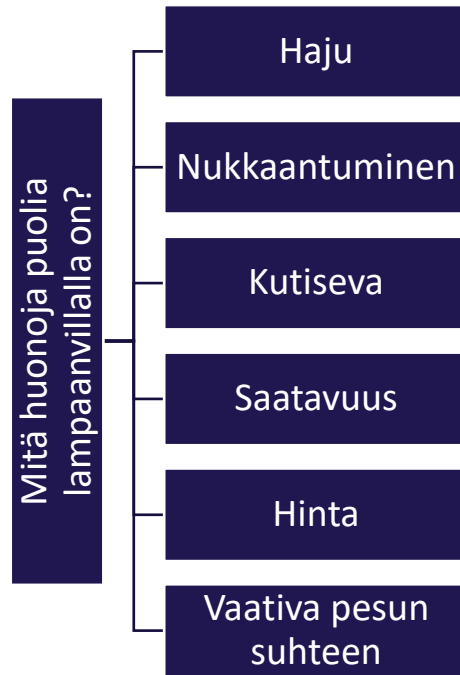 Mitä huonoja puolia
lampaanvillalla on?
Haju
Nukkaantuminen
Kutiseva
Saatavuus
Hinta
Vaativa pesun
suhteen